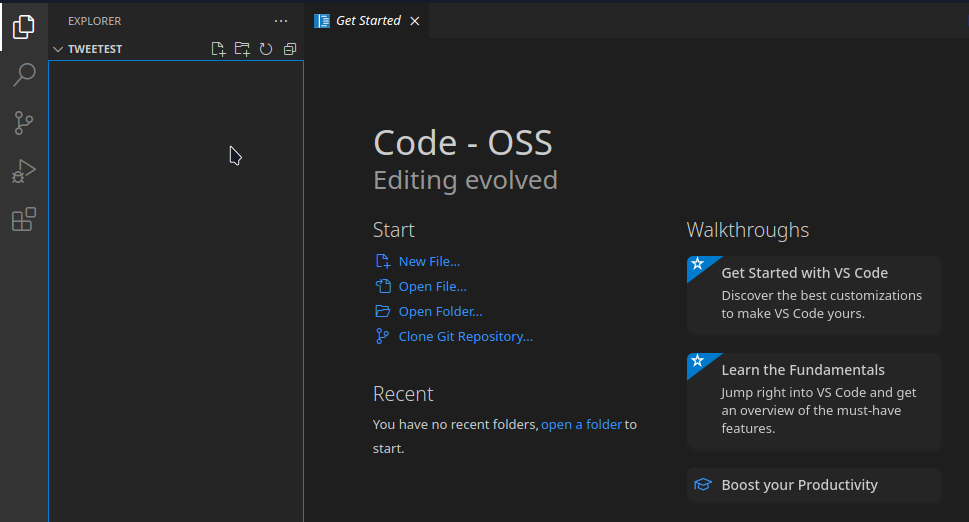 EXPLORER
TWEETEST
Get Started
Code - OSS
Editing evolved
Start
New File...
Open File...
Open Folder...
Clone Git Repository...
Recent
You have no recent folders, open a folder to
start.
Walkthroughs
Get Started with VS Code
Discover the best customizations
to make VS Code yours.
Learn the Fundamentals
Jump right into VS Code and get
an overview of the must-have
features.
Boost your Productivity